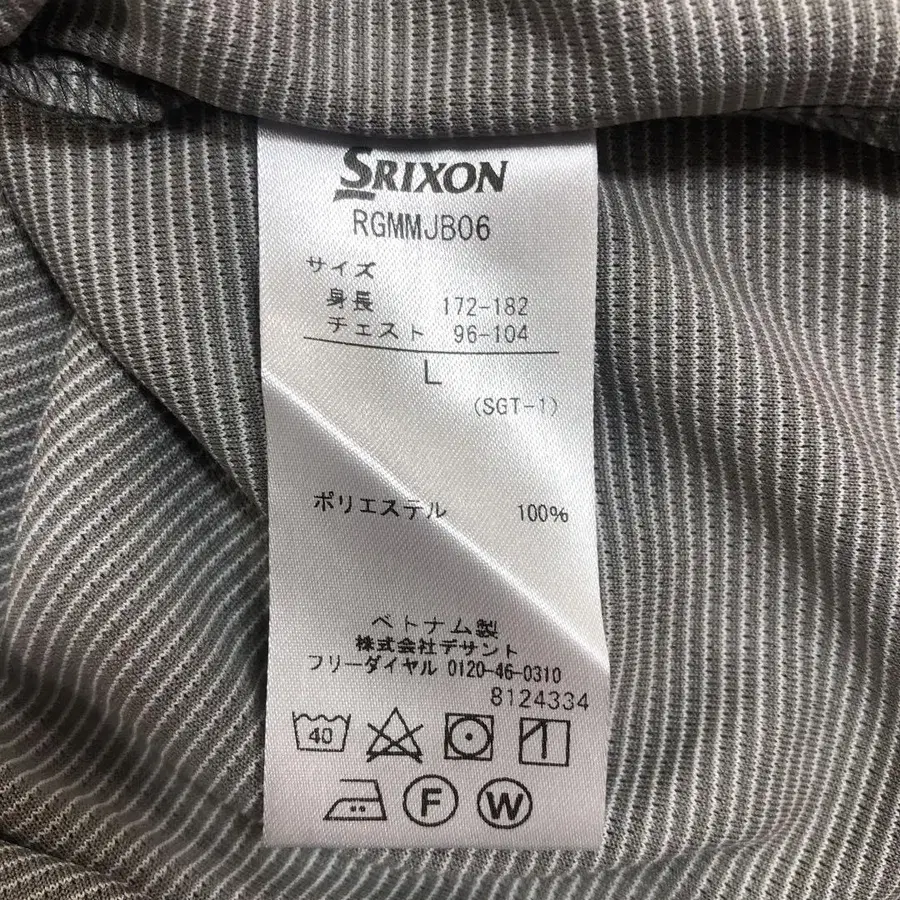 SRIXON
RGMMJB06
サイズ
身長 172-182
チェスト 96-104
L
(SGT-1)
ポリエステル 100%
ベトナム製
株式会社デサント
フリーダイヤル 0120-46-0310
8124334
40
F W